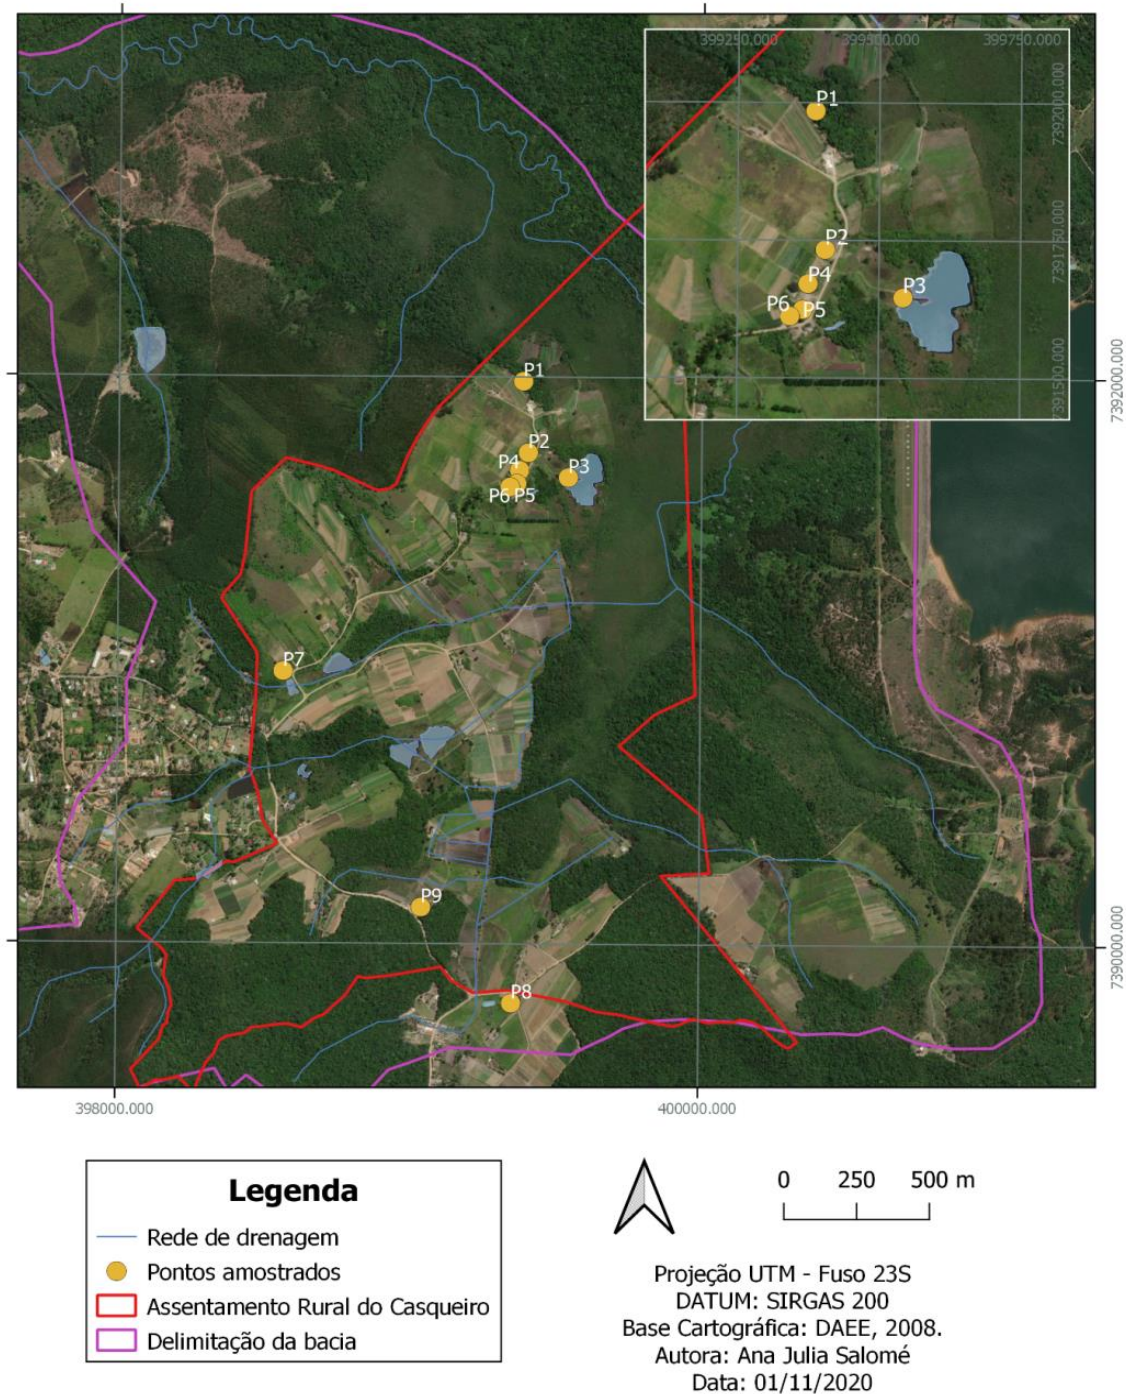 399250.000
399500.000
399750.000
7392000.000
7391750.000
7391500.000
P1
P2
P4
P3
P6
P5
P1
P2
P4
P3
P6
P5
7392000.000
P7
P9
P8
7390000.000
398000.000
400000.000
Legenda
Rede de drenagem
Pontos amostrados
Assentamento Rural do Casqueiro
Delimitação da bacia
0 250 500 m
Projeção UTM - Fuso 23S
DATUM: SIRGAS 200
Base Cartográfica: DAEE, 2008.
Autora: Ana Julia Salomé
Data: 01/11/2020